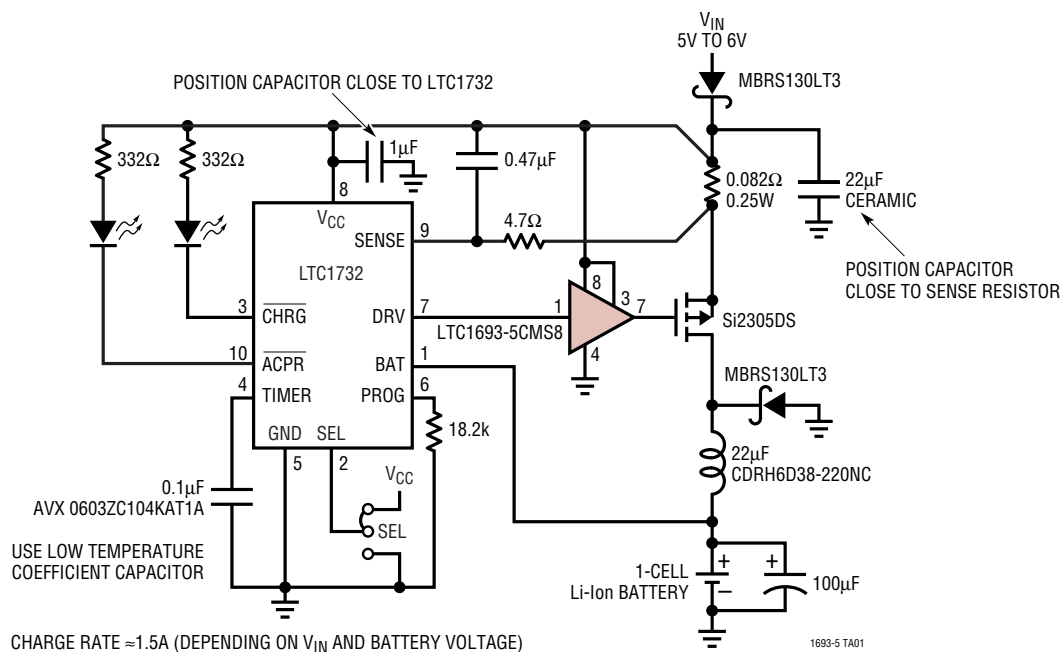 VIN
5V TO 6V
MBRS130LT3
POSITION CAPACITOR CLOSE TO LTC1732
332Ω
332Ω
1µF
0.47µF
0.082Ω
0.25W
22µF
CERAMIC
8
VCC
SENSE
9
4.7Ω
LTC1732
POSITION CAPACITOR
CLOSE TO SENSE RESISTOR
8
3
3
CHRG
DRV
7
1
7
Si2305DS
LTC1693-5CMS8
10
ACPR
BAT
1
4
MBRS130LT3
4
TIMER
PROG
6
18.2k
GND
SEL
5
2
22µF
CDRH6D38-220NC
VCC
0.1µF
AVX 0603ZC104KAT1A
SEL
USE LOW TEMPERATURE
COEFFICIENT CAPACITOR
1-CELL
Li-Ion BATTERY
+
–
+
100µF
CHARGE RATE ≈1.5A (DEPENDING ON VIN AND BATTERY VOLTAGE)
1693-5 TA01